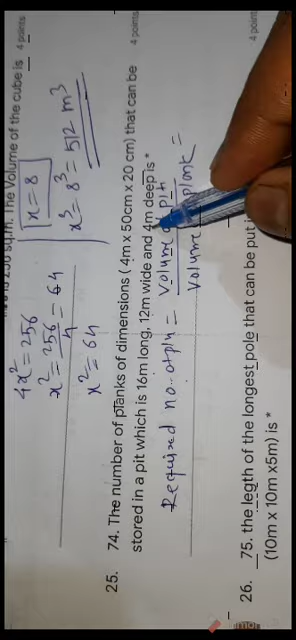 is 256 sq.m. The Volume of the cube is 4 points
4x² = 256
x² = 256/4 = 64
x² = 64
x = 8
x³ = 8³ = 512 m³
25. 74. The number of planks of dimensions ( 4m x 50cm x 20 cm) that can be 4 points
stored in a pit which is 16m long, 12m wide and 4m deep is *
Required no. of p = Volume pit
Volume plank =
26. 75. the legth of the longest pole that can be put i 4 point
(10m x 10m x5m) is *